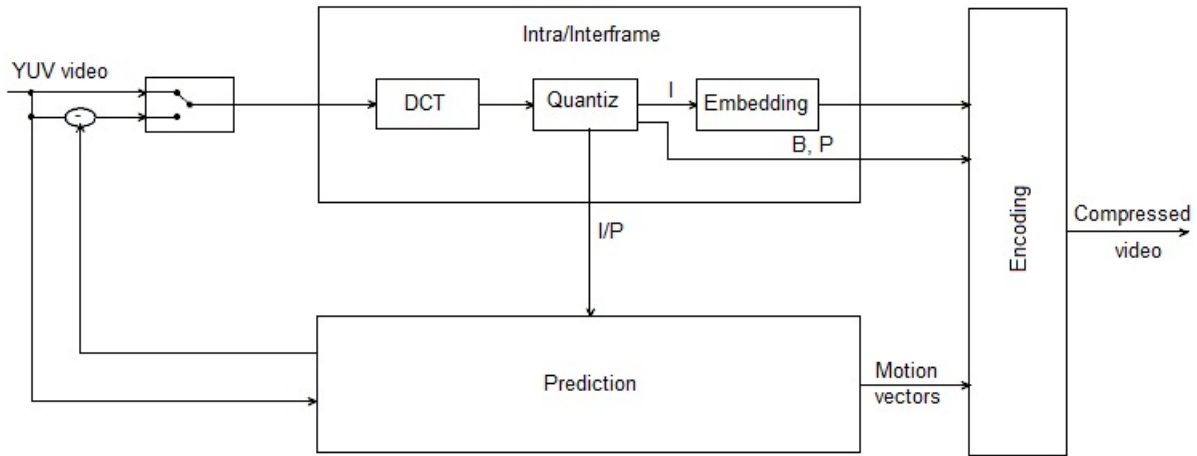 Intra/Interframe
YUV video
DCT
Quantiz
I
Embedding
B, P
I/P
Encoding
Compressed
video
Prediction
Motion
vectors
-